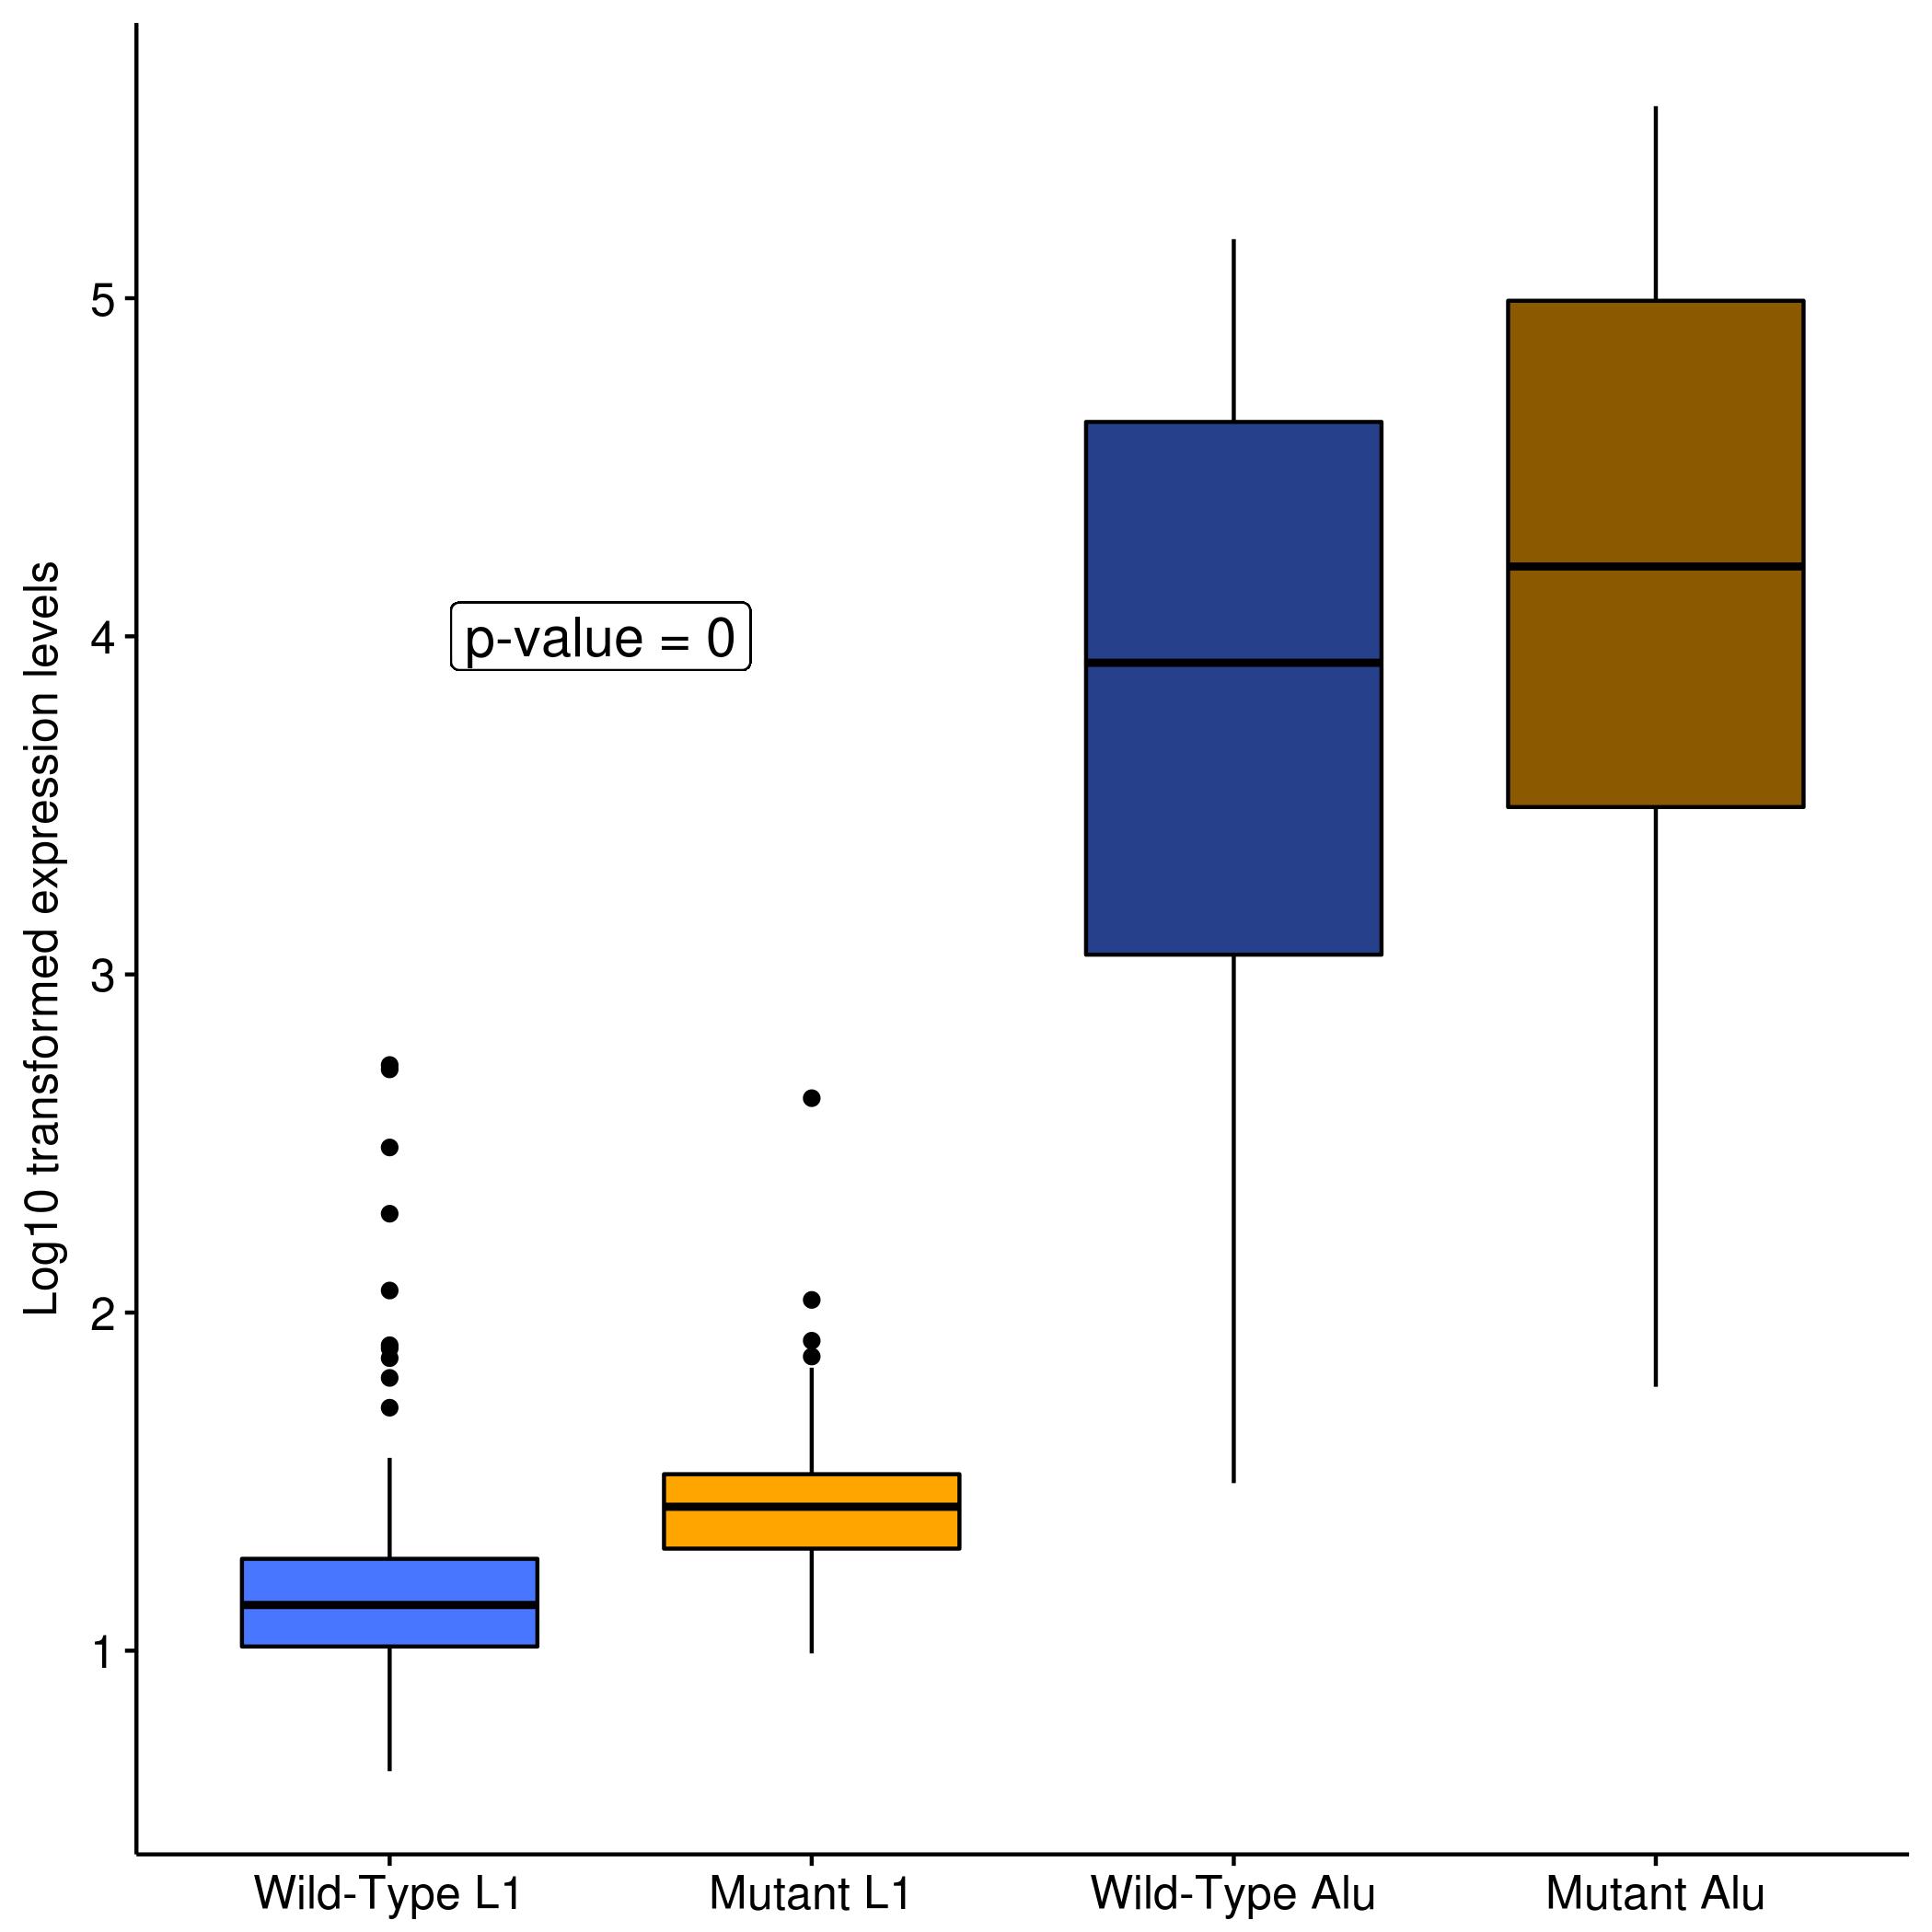 Log10 transformed expression levels
5
4
3
2
1
p-value = 0
Wild-Type L1
Mutant L1
Wild-Type Alu
Mutant Alu